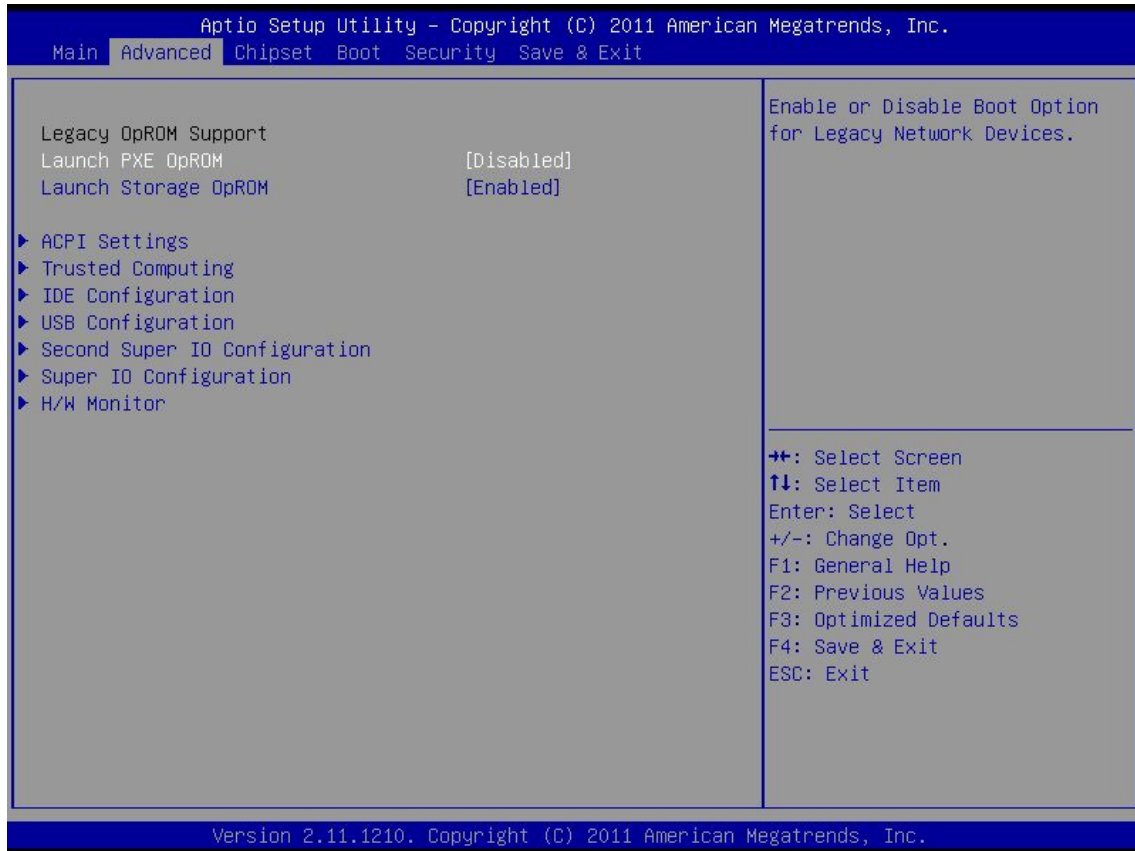 Aptio Setup Utility – Copyright (C) 2011 American Megatrends, Inc.
Main Advanced Chipset Boot Security Save & Exit
Legacy OpROM Support
Launch PXE OpROM [Disabled]
Launch Storage OpROM [Enabled]
ACPI Settings
Trusted Computing
IDE Configuration
USB Configuration
Second Super IO Configuration
Super IO Configuration
H/W Monitor
Enable or Disable Boot Option
for Legacy Network Devices.
→←: Select Screen
↑↓: Select Item
Enter: Select
+/-: Change Opt.
F1: General Help
F2: Previous Values
F3: Optimized Defaults
F4: Save & Exit
ESC: Exit
Version 2.11.1210. Copyright (C) 2011 American Megatrends, Inc.